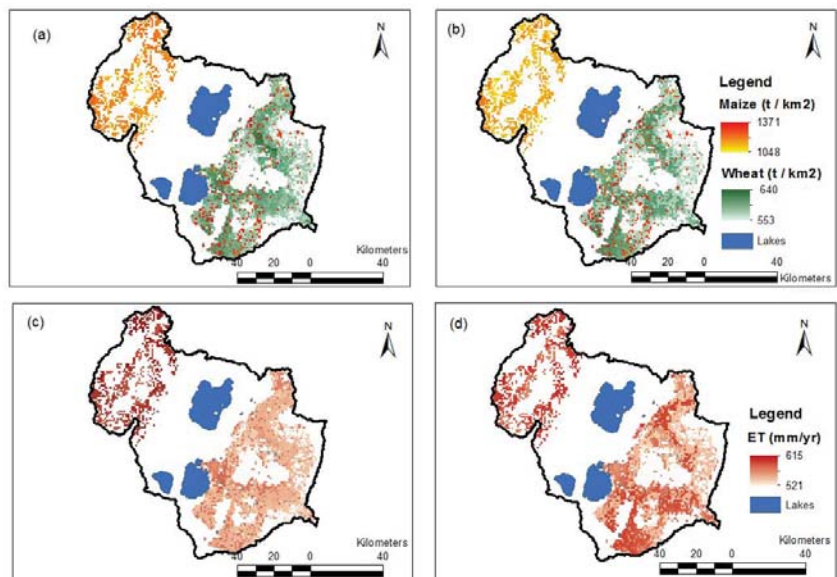 (a)
N
Kilometers
40 20 0 40
(b)
N
Legend
Maize (t / km2)
1371
1048
Wheat (t / km2)
640
553
Lakes
40 20 0 40
Kilometers
(c)
N
Kilometers
40 20 0 40
(d)
N
Legend
ET (mm/yr)
615
521
Lakes
Kilometers
40 20 0 40